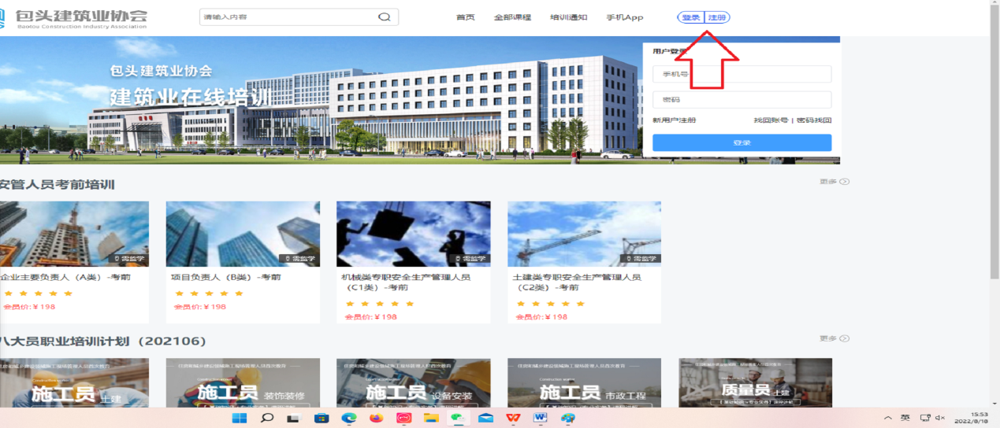 包头建筑业协会
Baotou Construction Industry Association
请输入内容
首页 全部课程 培训通知 手机App 登录 注册
包头建筑业协会
建筑业在线培训
用户登录
手机号
密码
新用户注册 找回账号 | 密码找回
登录
安管人员考前培训 更多
需监学 需监学 需监学 需监学
企业主要负责人（A类）-考前
会员价:¥198
项目负责人（B类）-考前
会员价:¥198
机械类专职安全生产管理人员
（C1类）-考前
会员价:¥198
土建类专职安全生产管理人员
（C2类）-考前
会员价:¥198
八大员职业培训计划（202106） 更多
施工员 土建
施工员 装饰装修
施工员 设备安装
施工员 市政工程
质量员 土建
英
15:53
2022/8/18